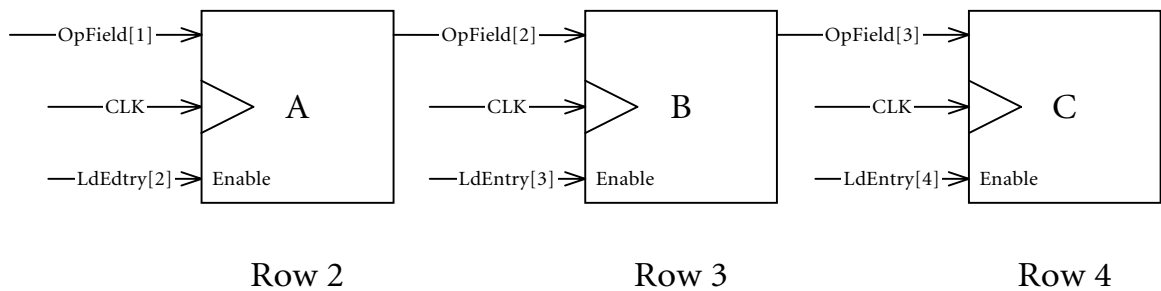 OpField[1] OpField[2] OpField[3]
CLK A CLK B CLK C
LdEdtry[2] Enable LdEntry[3] Enable LdEntry[4] Enable
Row 2 Row 3 Row 4